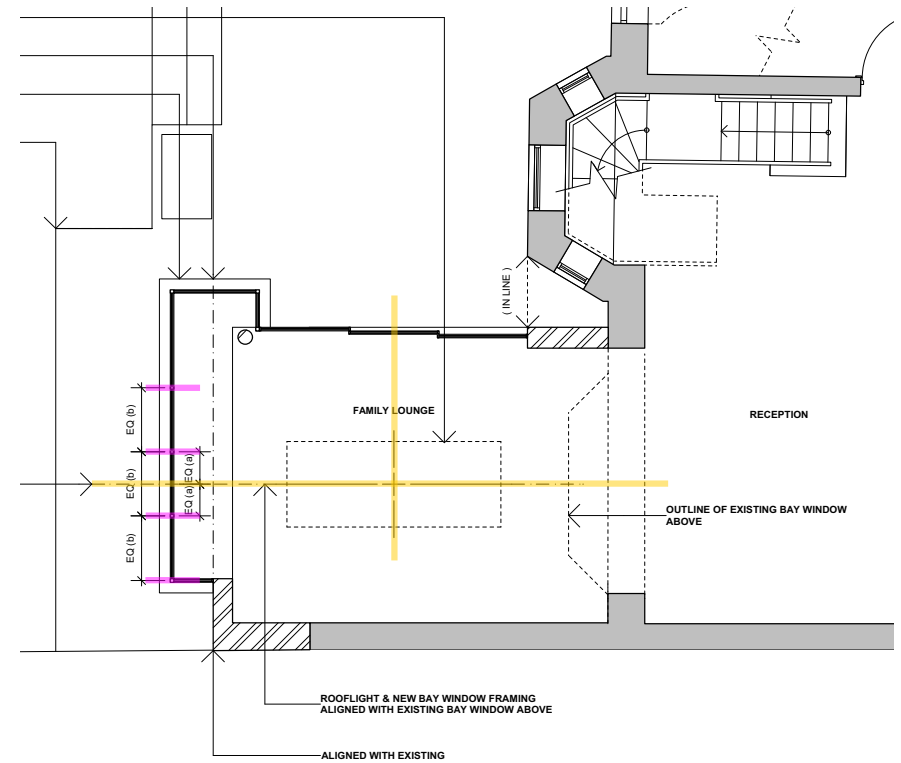 ( IN LINE )
FAMILY LOUNGE
RECEPTION
EQ (b)
EQ (a)
EQ (b)
EQ (a)
EQ (b)
OUTLINE OF EXISTING BAY WINDOW
ABOVE
ROOFLIGHT & NEW BAY WINDOW FRAMING
ALIGNED WITH EXISTING BAY WINDOW ABOVE
ALIGNED WITH EXISTING